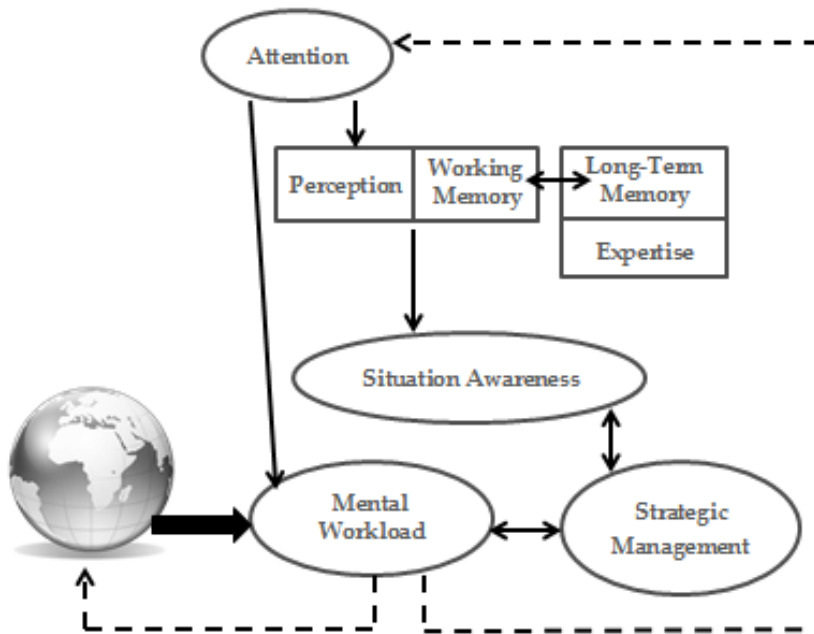 Attention
Perception
Working
Memory
Long-Term
Memory
Expertise
Situation Awareness
Mental
Workload
Strategic
Management